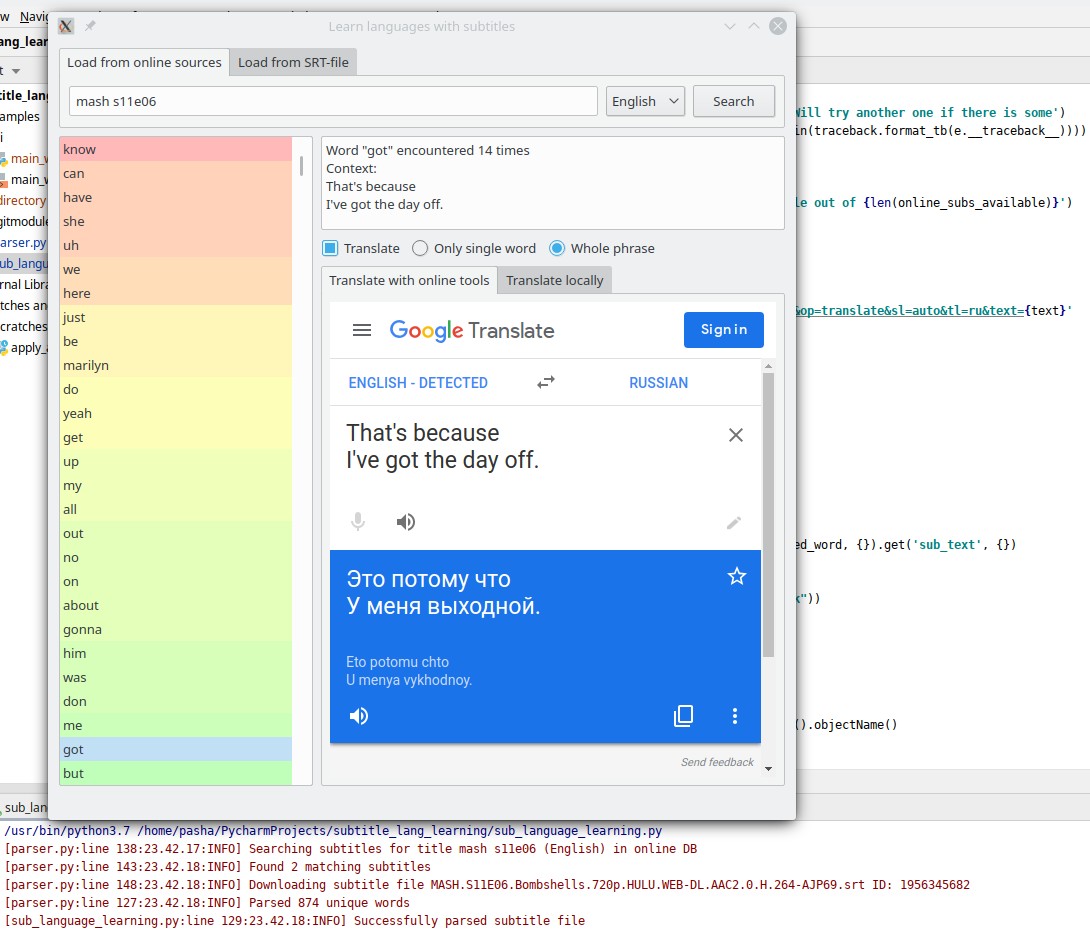 w Navig
Learn languages with subtitles
ang_lear
Load from online sources Load from SRT-file
t
mash s11e06 English Search
title_lang
amples
i
main_w
main_w
directory
gitmodule
arser.py
ub_langu
rnal Libra
tches an
cratches
apply_a
know
can
have
she
uh
we
here
just
be
marilyn
do
yeah
get
up
my
all
out
no
on
about
gonna
him
was
don
me
got
but
Word "got" encountered 14 times
Context:
That's because
I've got the day off.
Translate Only single word Whole phrase
Translate with online tools Translate locally
Google Translate Sign in
ENGLISH - DETECTED RUSSIAN
That's because
I've got the day off.
Это потому что
У меня выходной.
Eto potomu chto
U menya vykhodnoy.
Send feedback
Will try another one if there is some')
in(traceback.format_tb(e.__traceback__))))
le out of {len(online_subs_available)}')
&op=translate&sl=auto&tl=ru&text={text}'
ed_word, {}).get('sub_text', {})
x"))
().objectName()
sub_lan
/usr/bin/python3.7 /home/pasha/PycharmProjects/subtitle_lang_learning/sub_language_learning.py
[parser.py:line 138:23.42.17:INFO] Searching subtitles for title mash s11e06 (English) in online DB
[parser.py:line 143:23.42.18:INFO] Found 2 matching subtitles
[parser.py:line 148:23.42.18:INFO] Downloading subtitle file MASH.S11E06.Bombshells.720p.HULU.WEB-DL.AAC2.0.H.264-AJP69.srt ID: 1956345682
[parser.py:line 127:23.42.18:INFO] Parsed 874 unique words
[sub_language_learning.py:line 129:23.42.18:INFO] Successfully parsed subtitle file